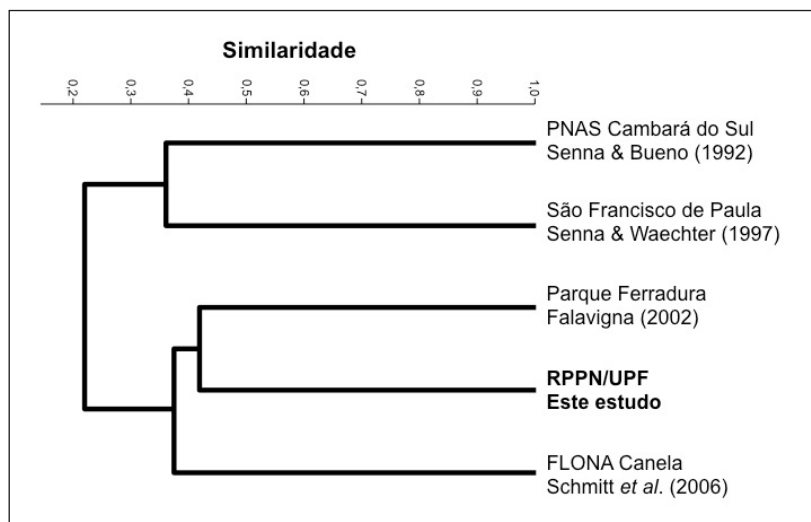 Similaridade
0,2 0,3 0,4 0,5 0,6 0,7 0,8 0,9 1,0
PNAS Cambará do Sul
Senna & Bueno (1992)
São Francisco de Paula
Senna & Waechter (1997)
Parque Ferradura
Falavigna (2002)
RPPN/UPF
Este estudo
FLONA Canela
Schmitt et al. (2006)